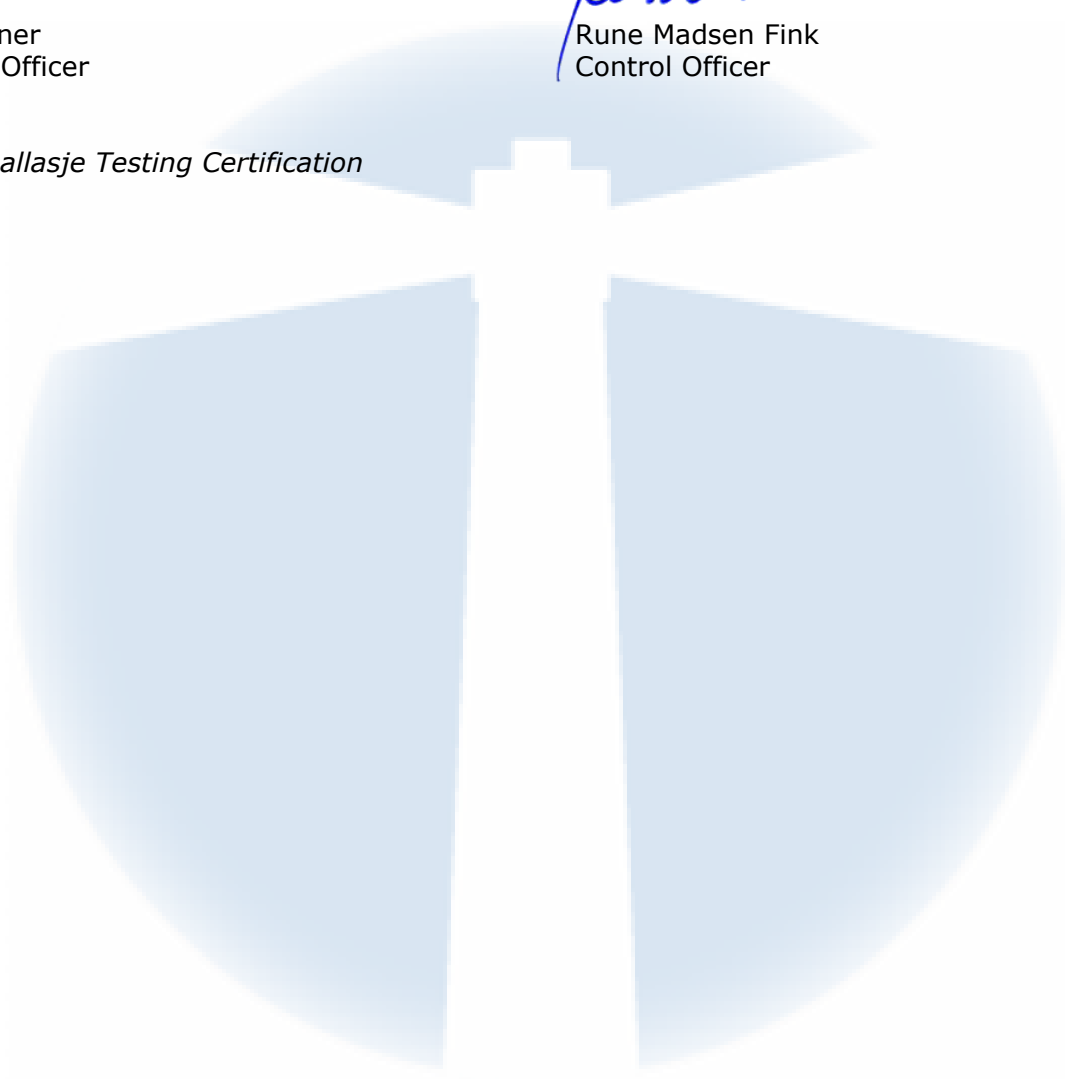 ner
Rune Madsen Fink
Officer
Control Officer
allasje Testing Certification